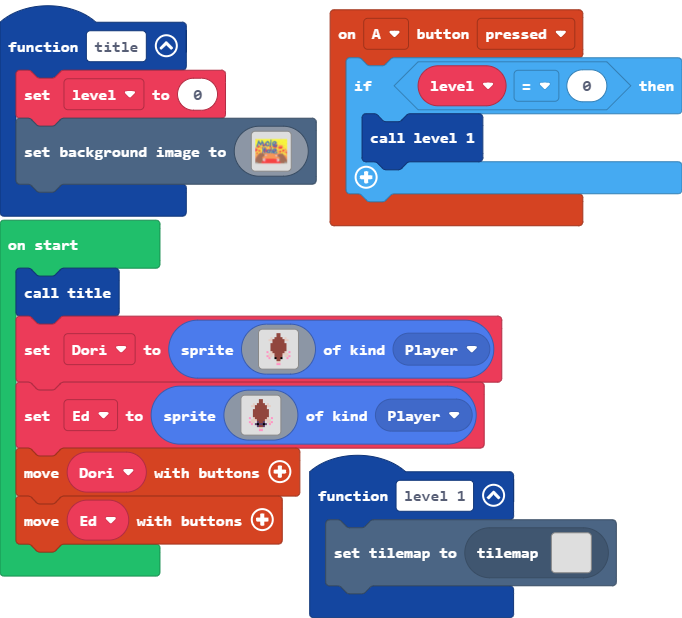 function title
set level to 0
set background image to
on A button pressed
if level = 0 then
call level 1
on start
call title
set Dori to sprite of kind Player
set Ed to sprite of kind Player
move Dori with buttons
move Ed with buttons
function level 1
set tilemap to tilemap